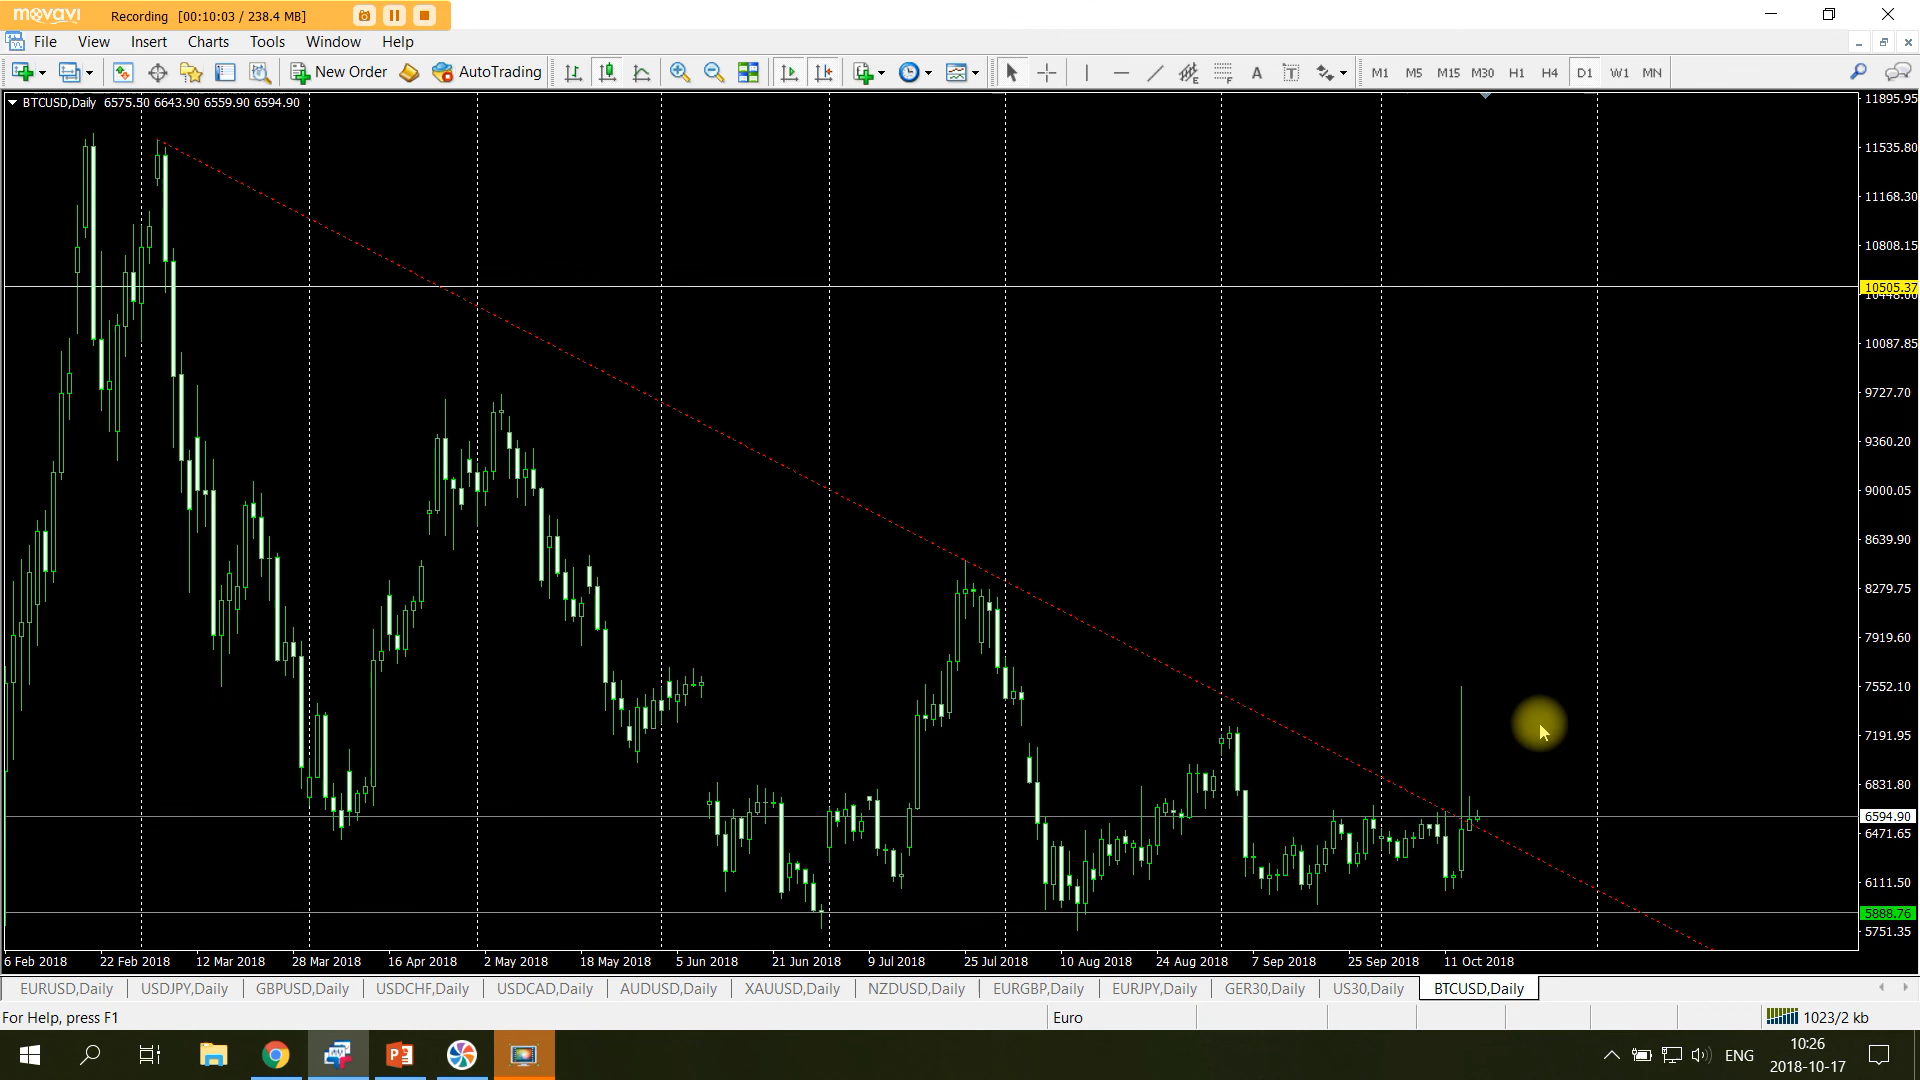 movavi Recording [00:10:03 / 238.4 MB]
File View Insert Charts Tools Window Help
New Order AutoTrading A T M1 M5 M15 M30 H1 H4 D1 W1 MN
BTCUSD,Daily 6575.50 6643.90 6559.90 6594.90
11895.95
11535.80
11168.30
10808.15
10505.37
10448.00
10087.85
9727.70
9360.20
9000.05
8639.90
8279.75
7919.60
7552.10
7191.95
6831.80
6594.90
6471.65
6111.50
5888.76
5751.35
6 Feb 2018 22 Feb 2018 12 Mar 2018 28 Mar 2018 16 Apr 2018 2 May 2018 18 May 2018 5 Jun 2018 21 Jun 2018 9 Jul 2018 25 Jul 2018 10 Aug 2018 24 Aug 2018 7 Sep 2018 25 Sep 2018 11 Oct 2018
EURUSD,Daily USDJPY,Daily GBPUSD,Daily USDCHF,Daily USDCAD,Daily AUDUSD,Daily XAUUSD,Daily NZDUSD,Daily EURGBP,Daily EURJPY,Daily GER30,Daily US30,Daily BTCUSD,Daily
For Help, press F1 Euro 1023/2 kb
ENG 10:26
2018-10-17